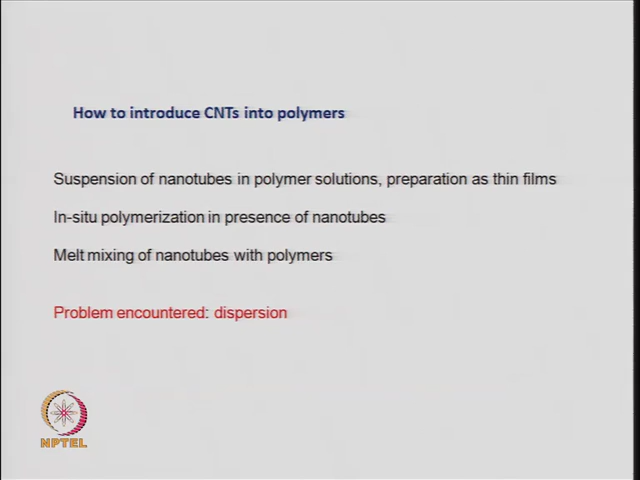 How to introduce CNTs into polymers
Suspension of nanotubes in polymer solutions, preparation as thin films
In-situ polymerization in presence of nanotubes
Melt mixing of nanotubes with polymers
Problem encountered: dispersion
NPTEL